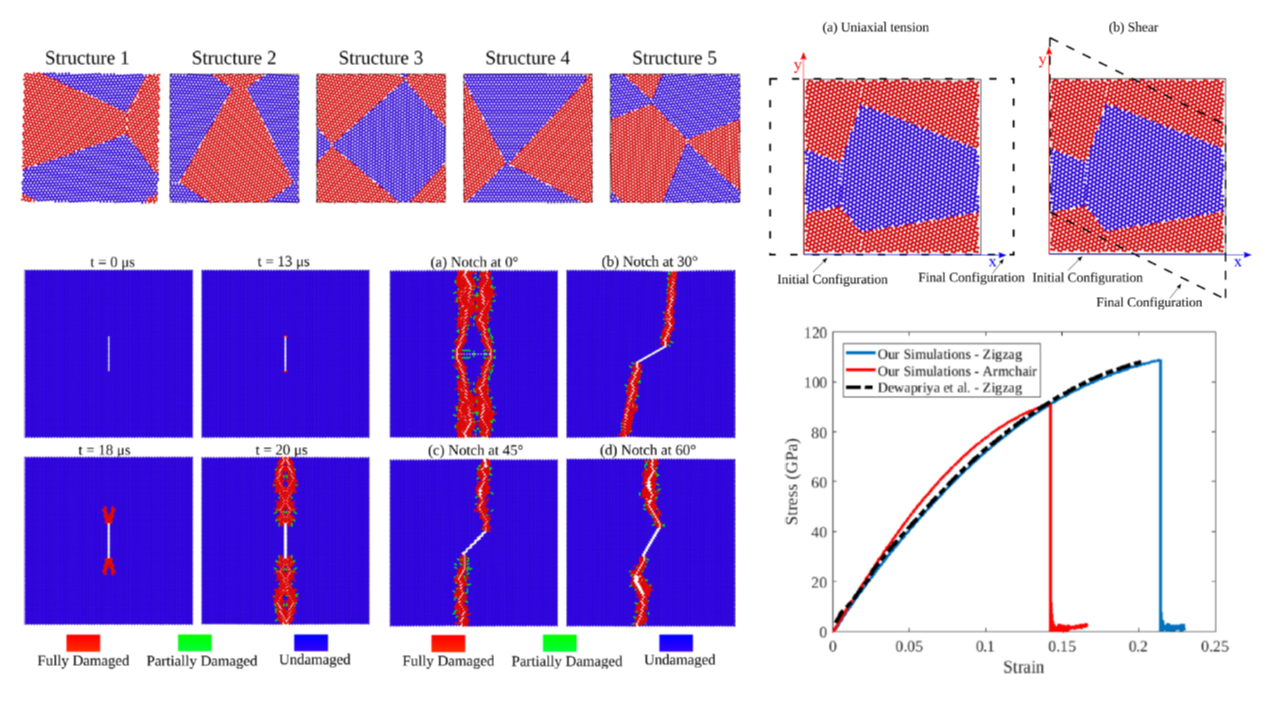 Structure 1
Structure 2
Structure 3
Structure 4
Structure 5
t = 0 μs
t = 13 μs
t = 18 μs
t = 20 μs
Fully Damaged
Partially Damaged
Undamaged
(a) Notch at 0°
(b) Notch at 30°
(c) Notch at 45°
(d) Notch at 60°
Fully Damaged
Partially Damaged
Undamaged
(a) Uniaxial tension
y
x
Initial Configuration
Final Configuration
(b) Shear
y
x
Initial Configuration
Final Configuration
Our Simulations - Zigzag
Our Simulations - Armchair
Dewapriya et al. - Zigzag
Stress (GPa)
120
100
80
60
40
20
0
0
0.05
0.1
0.15
0.2
0.25
Strain